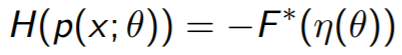 H(p(x; θ)) = −F*(η(θ))